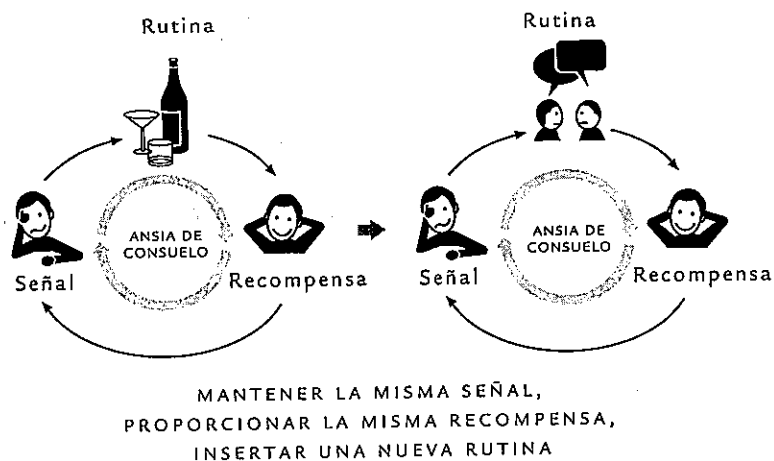 Rutina
ANSIA DE
CONSUELO
Señal
Recompensa
Rutina
ANSIA DE
CONSUELO
Señal
Recompensa
MANTENER LA MISMA SEÑAL,
PROPORCIONAR LA MISMA RECOMPENSA,
INSERTAR UNA NUEVA RUTINA